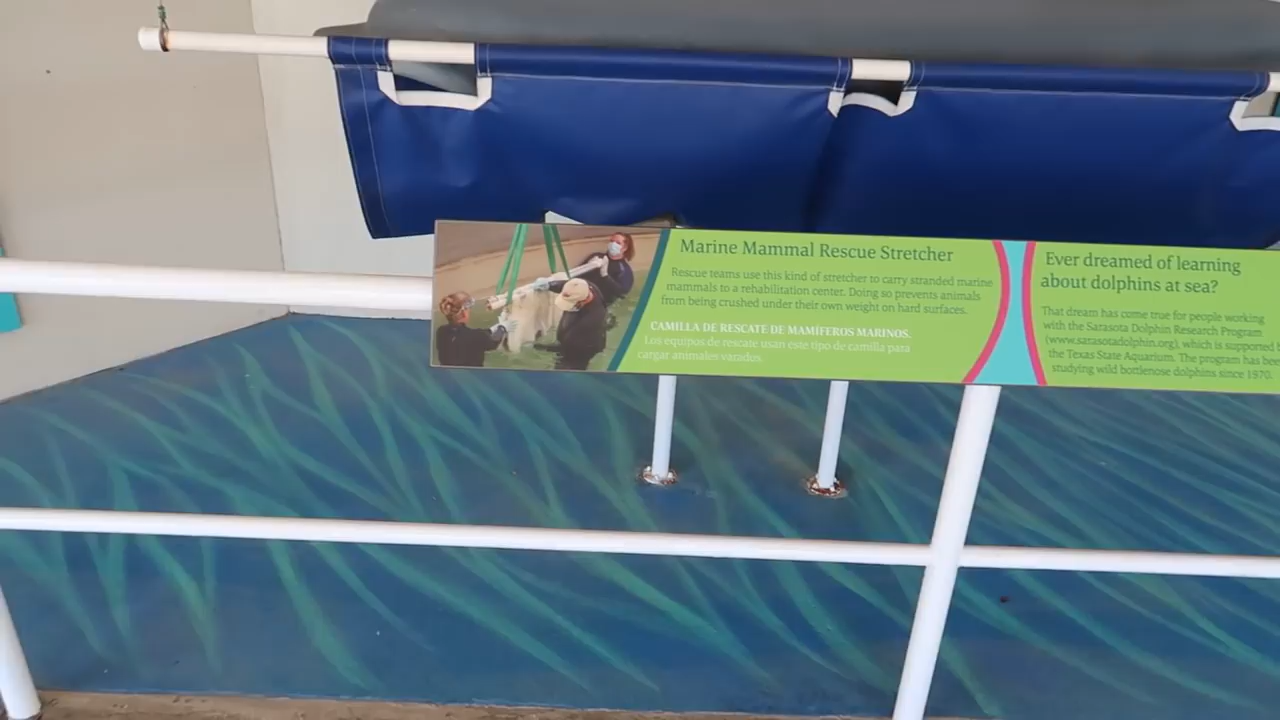 Marine Mammal Rescue Stretcher
Rescue teams use this kind of stretcher to carry stranded marine
mammals to a rehabilitation center. Doing so prevents animals
from being crushed under their own weight on hard surfaces.
CAMILLA DE RESCATE DE MAMÍFEROS MARINOS.
Los equipos de rescate usan este tipo de camilla para
cargar animales varados.
Ever dreamed of learning
about dolphins at sea?
That dream has come true for people working
with the Sarasota Dolphin Research Program
(www.sarasotadolphin.org), which is supported
the Texas State Aquarium. The program has been
studying wild bottlenose dolphins since 1970.